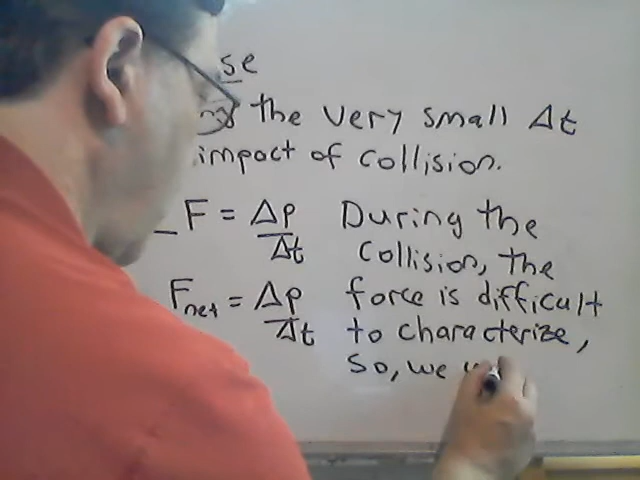 se
the very small Δt
impact of collision.
_ F = Δp/Δt During the
collision, the
Fnet = Δp/Δt force is difficult
to characterize,
So, we